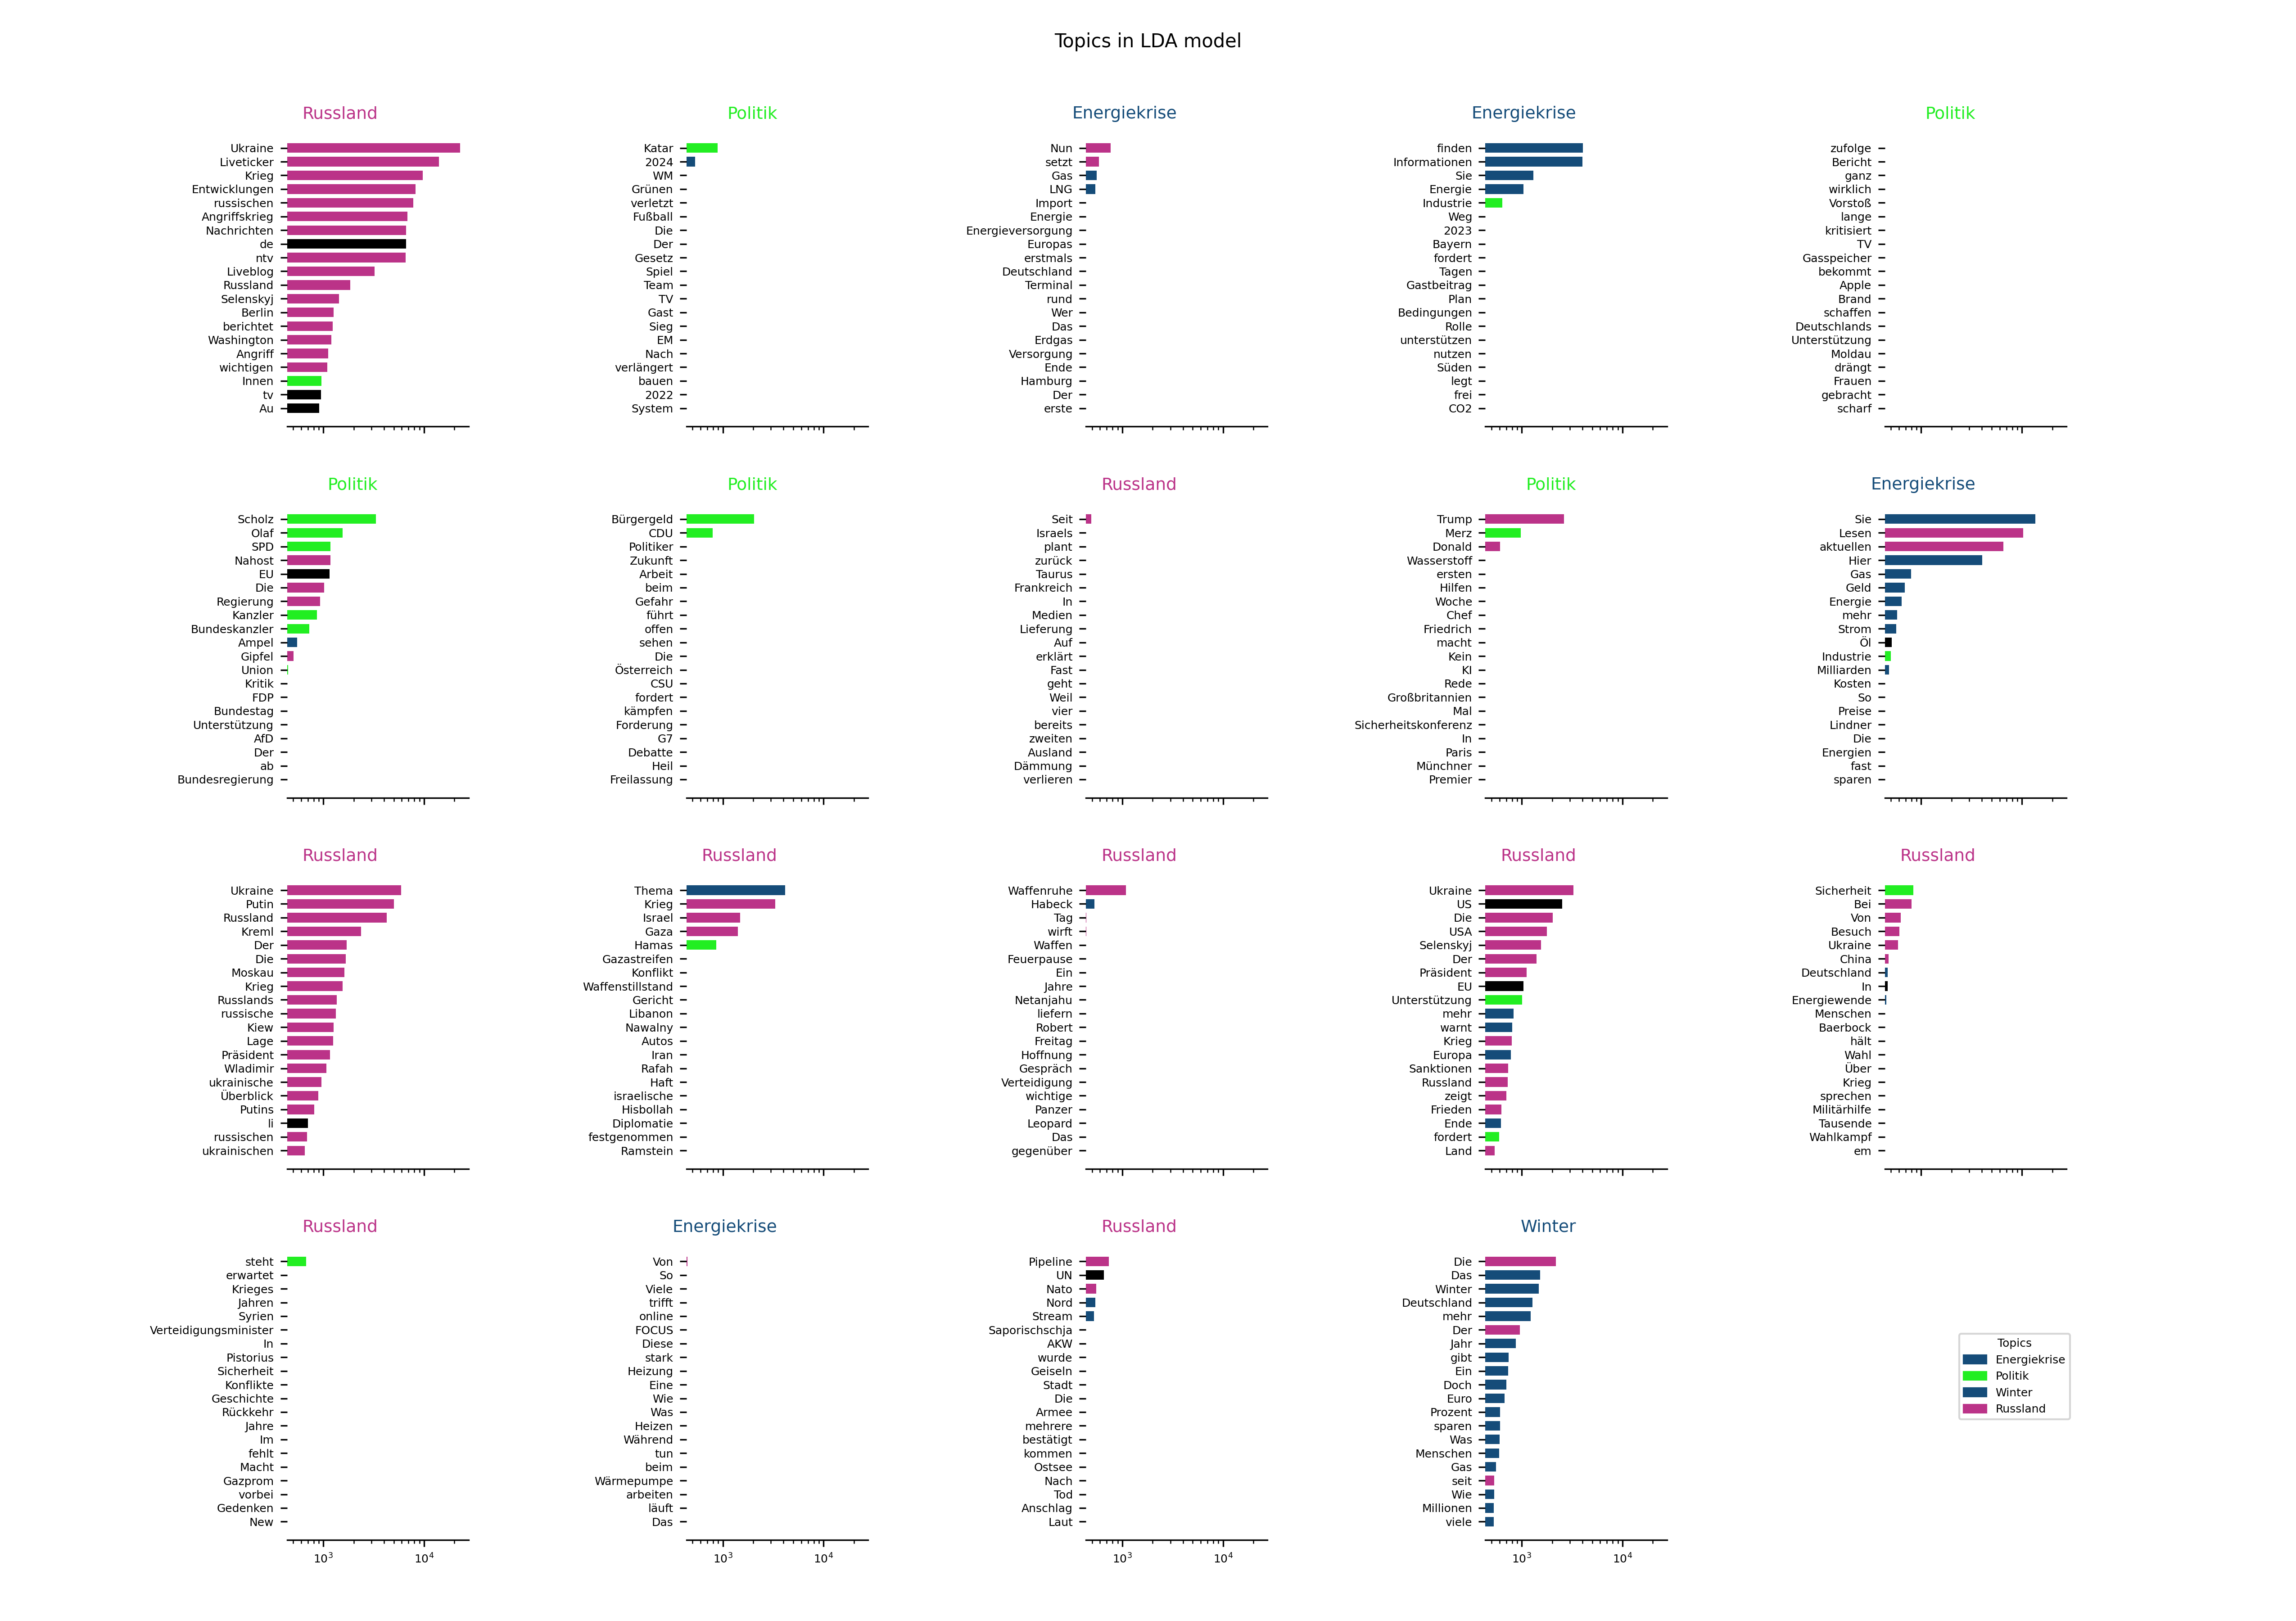 Topics in LDA model
Russland
Ukraine
Liveticker
Krieg
Entwicklungen
russischen
Angriffskrieg
Nachrichten
de
ntv
Liveblog
Russland
Selenskyj
Berlin
berichtet
Washington
Angriff
wichtigen
Innen
tv
Au
Politik
Katar
2024
WM
Grünen
verletzt
Fußball
Die
Der
Gesetz
Spiel
Team
TV
Gast
Sieg
EM
Nach
verlängert
bauen
2022
System
Energiekrise
Nun
setzt
Gas
LNG
Import
Energie
Energieversorgung
Europas
erstmals
Deutschland
Terminal
rund
Wer
Das
Erdgas
Versorgung
Ende
Hamburg
Der
erste
Energiekrise
finden
Informationen
Sie
Energie
Industrie
Weg
2023
Bayern
fordert
Tagen
Gastbeitrag
Plan
Bedingungen
Rolle
unterstützen
nutzen
Süden
legt
frei
CO2
Politik
zufolge
Bericht
ganz
wirklich
Vorstoß
lange
kritisiert
TV
Gasspeicher
bekommt
Apple
Brand
schaffen
Deutschlands
Unterstützung
Moldau
drängt
Frauen
gebracht
scharf
Politik
Scholz
Olaf
SPD
Nahost
EU
Die
Regierung
Kanzler
Bundeskanzler
Ampel
Gipfel
Union
Kritik
FDP
Bundestag
Unterstützung
AfD
Der
ab
Bundesregierung
Politik
Bürgergeld
CDU
Politiker
Zukunft
Arbeit
beim
Gefahr
führt
offen
sehen
Die
Österreich
CSU
fordert
kämpfen
Forderung
G7
Debatte
Heil
Freilassung
Russland
Seit
Israels
plant
zurück
Taurus
Frankreich
In
Medien
Lieferung
Auf
erklärt
Fast
geht
Weil
vier
bereits
zweiten
Ausland
Dämmung
verlieren
Politik
Trump
Merz
Donald
Wasserstoff
ersten
Hilfen
Woche
Chef
Friedrich
macht
Kein
KI
Rede
Großbritannien
Mal
Sicherheitskonferenz
In
Paris
Münchner
Premier
Energiekrise
Sie
Lesen
aktuellen
Hier
Gas
Geld
Energie
mehr
Strom
Öl
Industrie
Milliarden
Kosten
So
Preise
Lindner
Die
Energien
fast
sparen
Russland
Ukraine
Putin
Russland
Kreml
Der
Die
Moskau
Krieg
Russlands
russische
Kiew
Lage
Präsident
Wladimir
ukrainische
Überblick
Putins
li
russischen
ukrainischen
Russland
Thema
Krieg
Israel
Gaza
Hamas
Gazastreifen
Konflikt
Waffenstillstand
Gericht
Libanon
Nawalny
Autos
Iran
Rafah
Haft
israelische
Hisbollah
Diplomatie
festgenommen
Ramstein
Russland
Waffenruhe
Habeck
Tag
wirft
Waffen
Feuerpause
Ein
Jahre
Netanjahu
liefern
Robert
Freitag
Hoffnung
Gespräch
Verteidigung
wichtige
Panzer
Leopard
Das
gegenüber
Russland
Ukraine
US
Die
USA
Selenskyj
Der
Präsident
EU
Unterstützung
mehr
warnt
Krieg
Europa
Sanktionen
Russland
zeigt
Frieden
Ende
fordert
Land
Russland
Sicherheit
Bei
Von
Besuch
Ukraine
China
Deutschland
In
Energiewende
Menschen
Baerbock
hält
Wahl
Über
Krieg
sprechen
Militärhilfe
Tausende
Wahlkampf
em
Russland
steht
erwartet
Krieges
Jahren
Syrien
Verteidigungsminister
In
Pistorius
Sicherheit
Konflikte
Geschichte
Rückkehr
Jahre
Im
fehlt
Macht
Gazprom
vorbei
Gedenken
New
10³ 10⁴
Energiekrise
Von
So
Viele
trifft
online
FOCUS
Diese
stark
Heizung
Eine
Wie
Was
Heizen
Während
tun
beim
Wärmepumpe
arbeiten
läuft
Das
10³ 10⁴
Russland
Pipeline
UN
Nato
Nord
Stream
Saporischschja
AKW
wurde
Geiseln
Stadt
Die
Armee
mehrere
bestätigt
kommen
Ostsee
Nach
Tod
Anschlag
Laut
10³ 10⁴
Winter
Die
Das
Winter
Deutschland
mehr
Der
Jahr
gibt
Ein
Doch
Euro
Prozent
sparen
Was
Menschen
Gas
seit
Wie
Millionen
viele
10³ 10⁴
Topics
Energiekrise
Politik
Winter
Russland